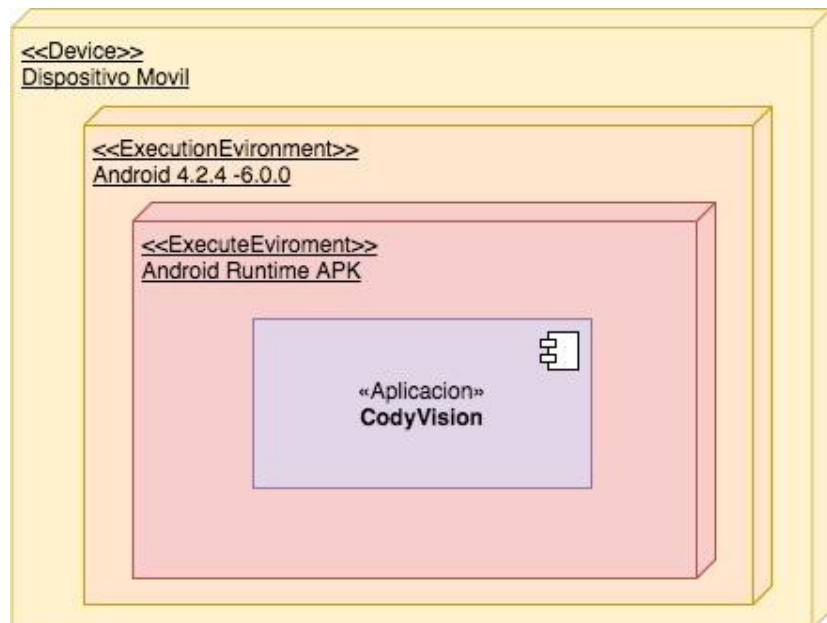 <<Device>>
Dispositivo Movil
<<ExecutionEvironment>>
Android 4.2.4 -6.0.0
<<ExecuteEviroment>>
Android Runtime APK
«Aplicacion»
CodyVision